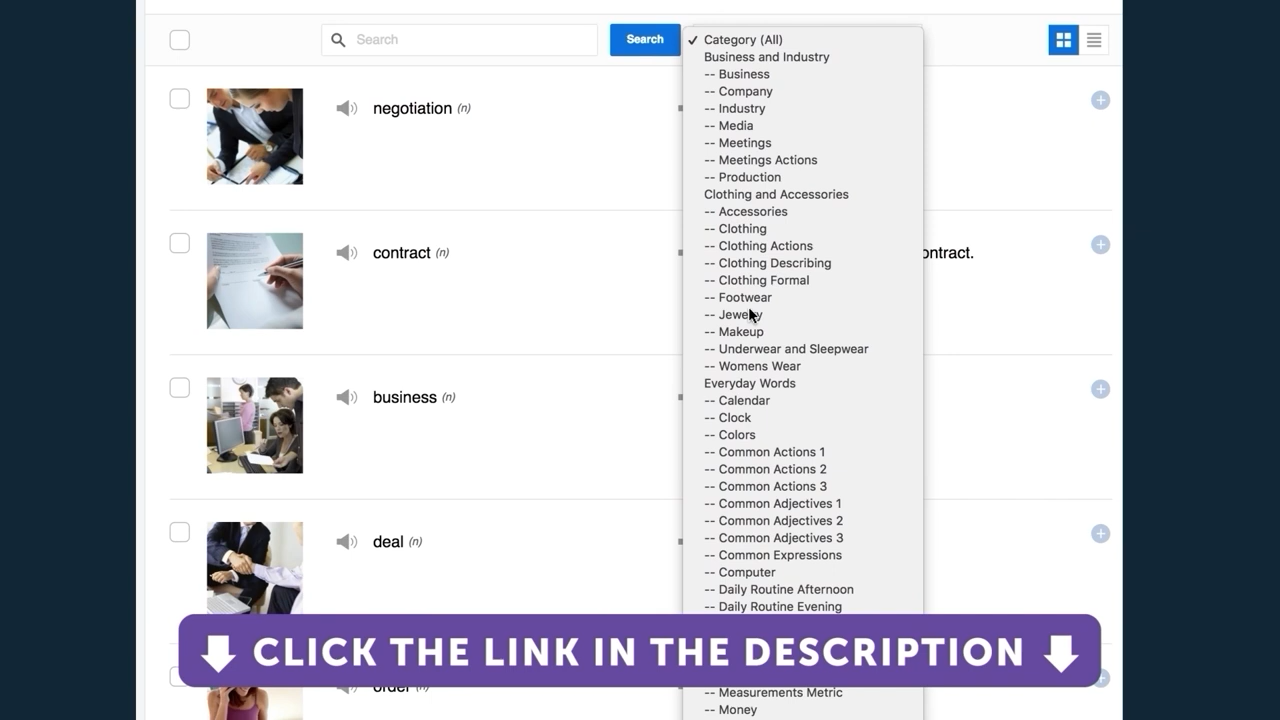 Search
Search
✓ Category (All)
Business and Industry
-- Business
-- Company
-- Industry
-- Media
-- Meetings
-- Meetings Actions
-- Production
Clothing and Accessories
-- Accessories
-- Clothing
-- Clothing Actions
-- Clothing Describing
-- Clothing Formal
-- Footwear
-- Jewelry
-- Makeup
-- Underwear and Sleepwear
-- Womens Wear
Everyday Words
-- Calendar
-- Clock
-- Colors
-- Common Actions 1
-- Common Actions 2
-- Common Actions 3
-- Common Adjectives 1
-- Common Adjectives 2
-- Common Adjectives 3
-- Common Expressions
-- Computer
-- Daily Routine Afternoon
-- Daily Routine Evening
-- Measurements Metric
-- Money
negotiation (n)
contract (n)
ontract.
business (n)
deal (n)
order (n)
CLICK THE LINK IN THE DESCRIPTION